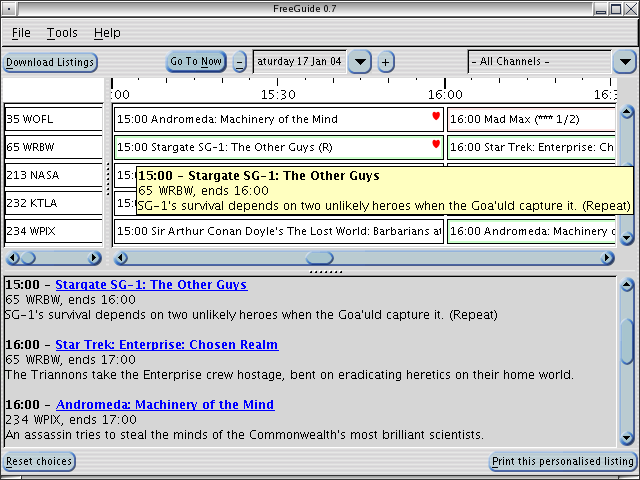 FreeGuide 0.7
File Tools Help
Download Listings Go To Now - aturday 17 Jan 04 + - All Channels -
:00 15:30 16:00 16:3
35 WOFL 15:00 Andromeda: Machinery of the Mind 16:00 Mad Max (*** 1/2)
65 WRBW 15:00 Stargate SG-1: The Other Guys (R) 16:00 Star Trek: Enterprise: Ch
213 NASA 15:0
15:00 - Stargate SG-1: The Other Guys
65 WRBW, ends 16:00
232 KTLA 15:0
SG-1's survival depends on two unlikely heroes when the Goa'uld capture it. (Repeat)
234 WPIX 15:00 Sir Arthur Conan Doyle's The Lost World: Barbarians at 16:00 Andromeda: Machinery o
15:00 - Stargate SG-1: The Other Guys
65 WRBW, ends 16:00
SG-1's survival depends on two unlikely heroes when the Goa'uld capture it. (Repeat)
16:00 - Star Trek: Enterprise: Chosen Realm
65 WRBW, ends 17:00
The Triannons take the Enterprise crew hostage, bent on eradicating heretics on their home world.
16:00 - Andromeda: Machinery of the Mind
234 WPIX, ends 17:00
An assassin tries to steal the minds of the Commonwealth's most brilliant scientists.
Reset choices Print this personalised listing